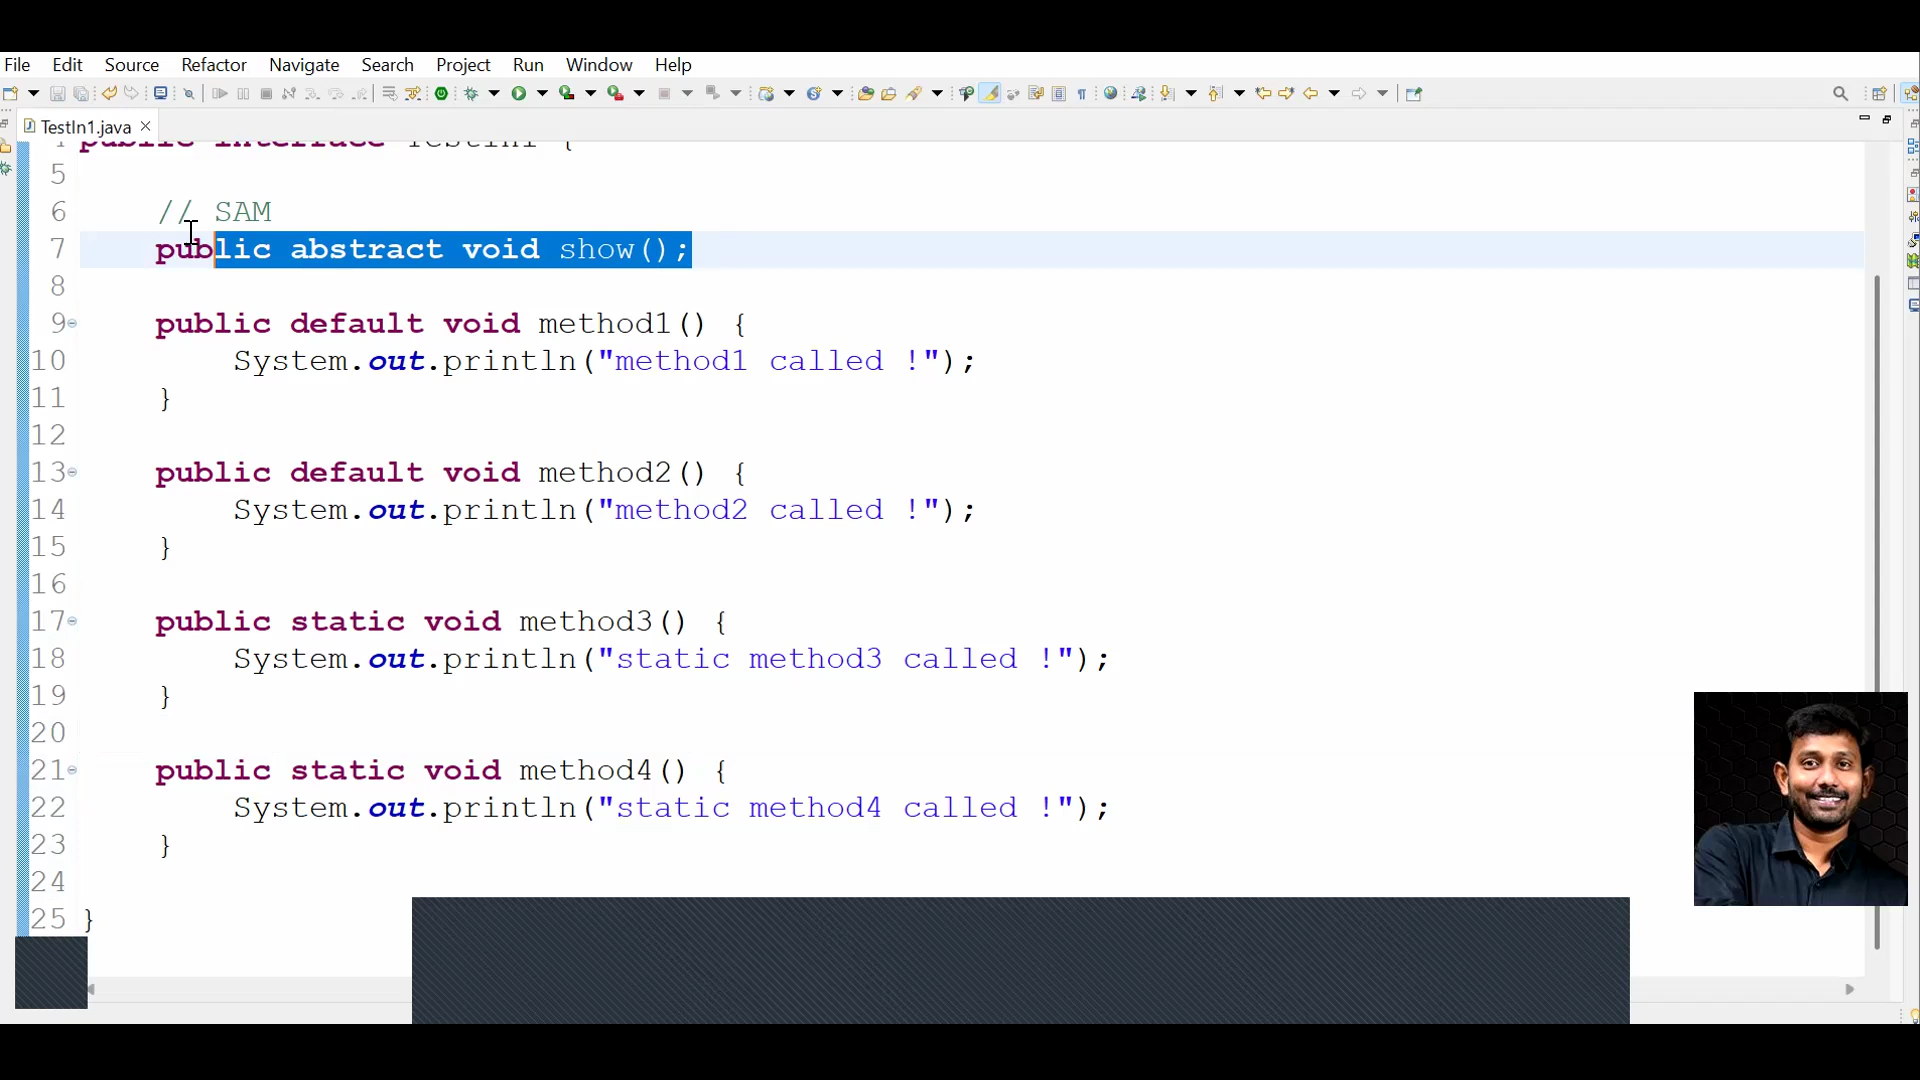 File Edit Source Refactor Navigate Search Project Run Window Help
TestIn1.java
4 public interface TestIn1 {
5
6 // SAM
7 public abstract void show();
8
9 public default void method1() {
10 System.out.println("method1 called !");
11 }
12
13 public default void method2() {
14 System.out.println("method2 called !");
15 }
16
17 public static void method3() {
18 System.out.println("static method3 called !");
19 }
20
21 public static void method4() {
22 System.out.println("static method4 called !");
23 }
24
25 }